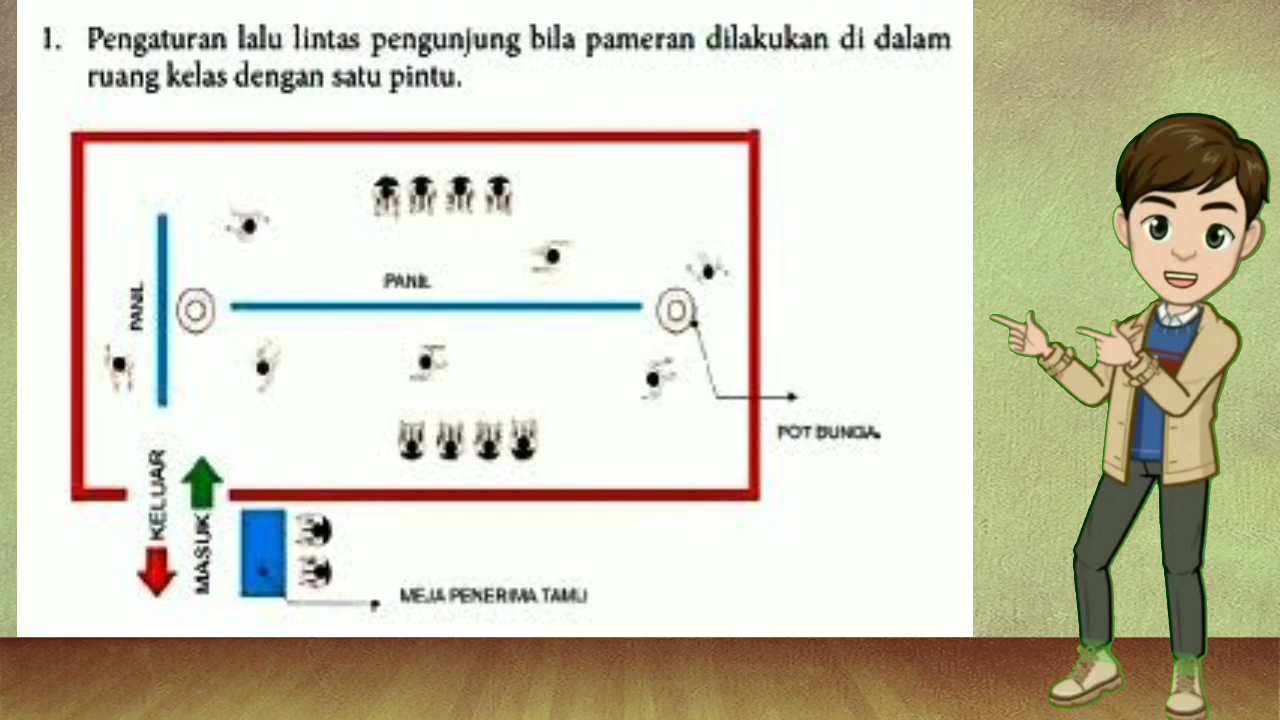 1. Pengaturan lalu lintas pengunjung bila pameran dilakukan di dalam
ruang kelas dengan satu pintu.
PANIL
PANIL
POT BUNGA
KELUAR
MASUK
MEJA PENERIMA TAMU